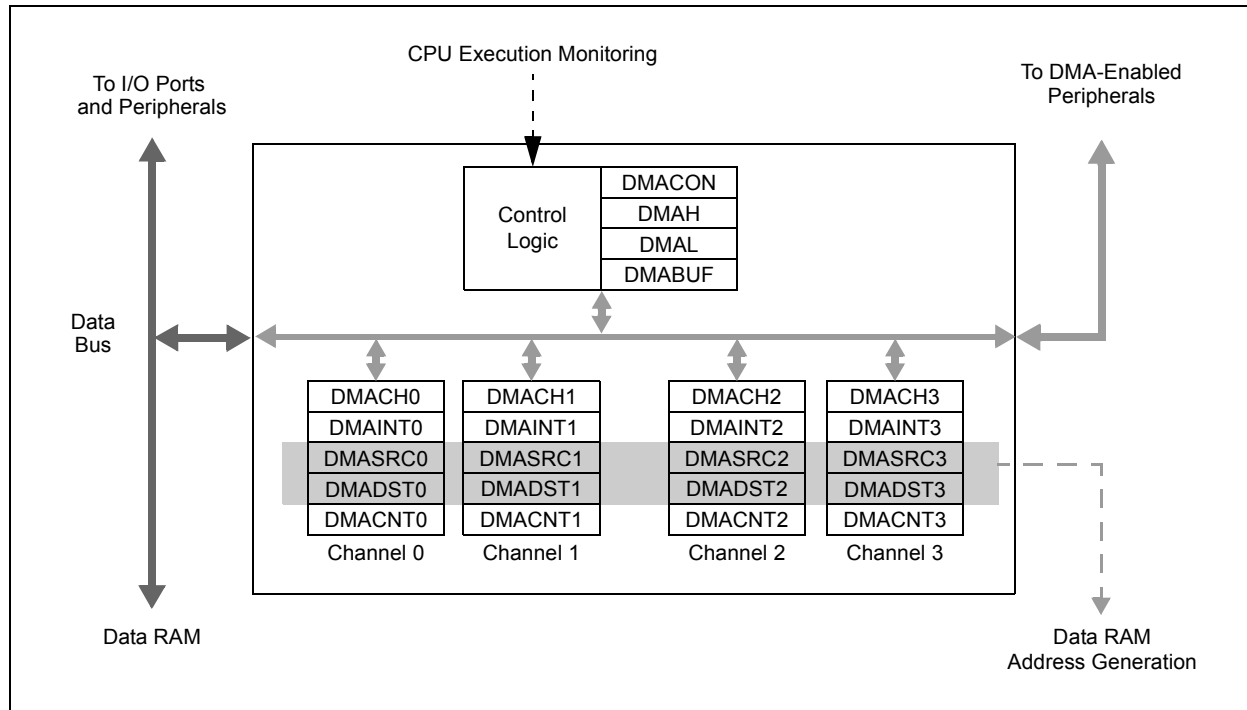 CPU Execution Monitoring
To I/O Ports
and Peripherals
To DMA-Enabled
Peripherals
Control
Logic
DMACON
DMAH
DMAL
DMABUF
Data
Bus
DMACH0
DMAINT0
DMASRC0
DMADST0
DMACNT0
Channel 0
DMACH1
DMAINT1
DMASRC1
DMADST1
DMACNT1
Channel 1
DMACH2
DMAINT2
DMASRC2
DMADST2
DMACNT2
Channel 2
DMACH3
DMAINT3
DMASRC3
DMADST3
DMACNT3
Channel 3
Data RAM
Data RAM
Address Generation